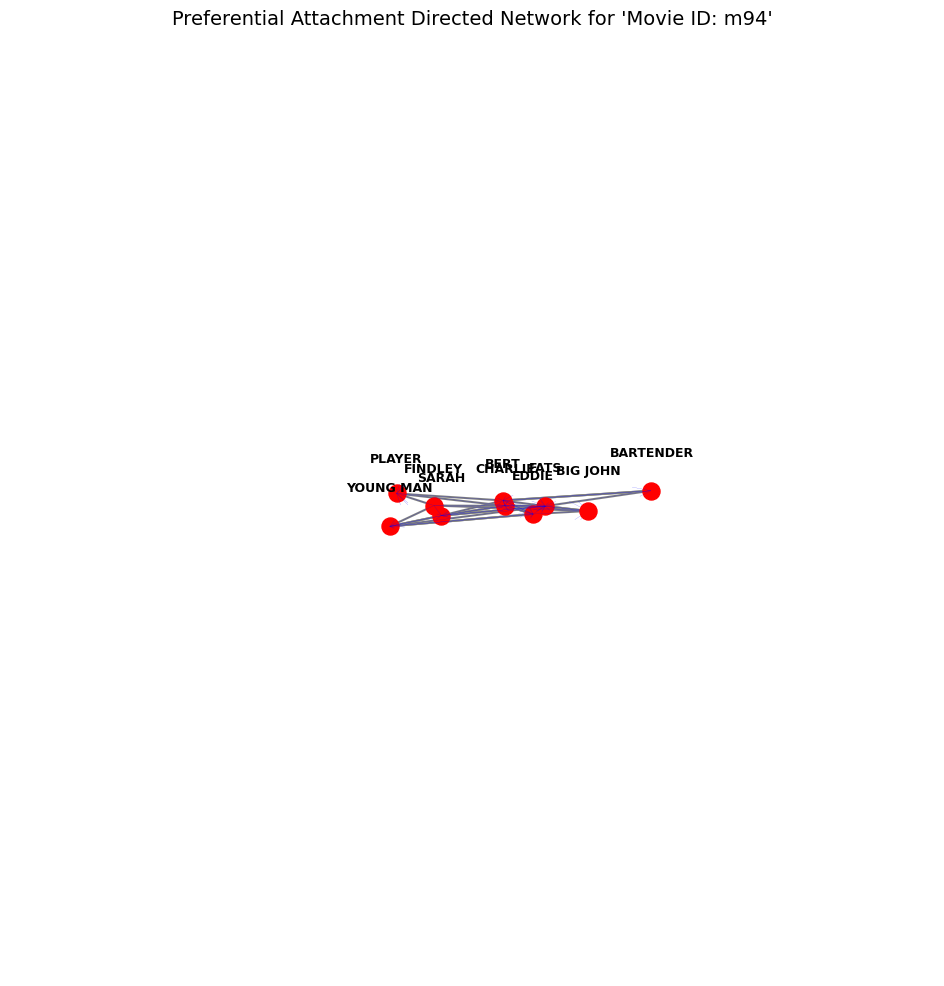 Preferential Attachment Directed Network for 'Movie ID: m94'
BARTENDER
PLAYER
BERT
FINDLEY
CHARLIE
FATS
BIG JOHN
SARAH
EDDIE
YOUNG MAN